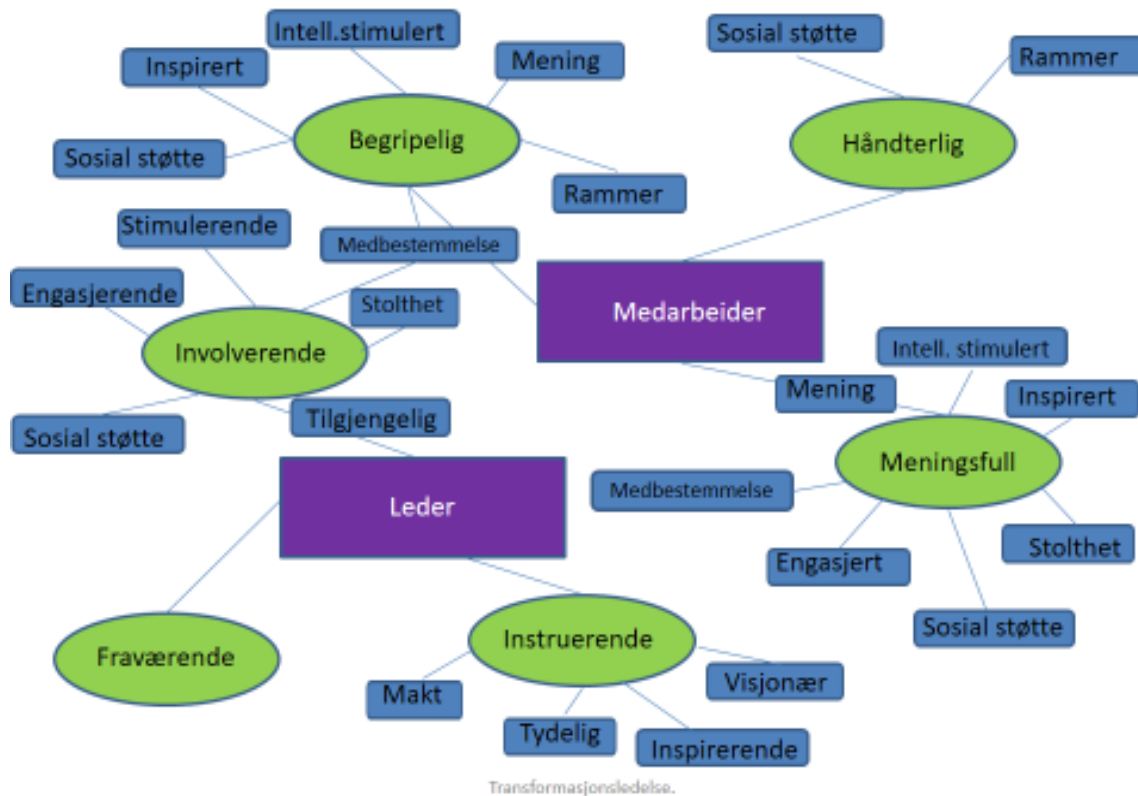 Intell.stimulert
Sosial støtte
Inspirert
Mening
Rammer
Begripelig
Håndterlig
Sosial støtte
Rammer
Stimulerende
Medbestemmelse
Engasjerende
Stolthet
Medarbeider
Involverende
Intell. stimulert
Mening
Inspirert
Sosial støtte
Tilgjengelig
Meningsfull
Medbestemmelse
Leder
Stolthet
Engasjert
Sosial støtte
Instruerende
Fraværende
Visjonær
Makt
Tydelig
Inspirerende
Transformasjonsledelse.